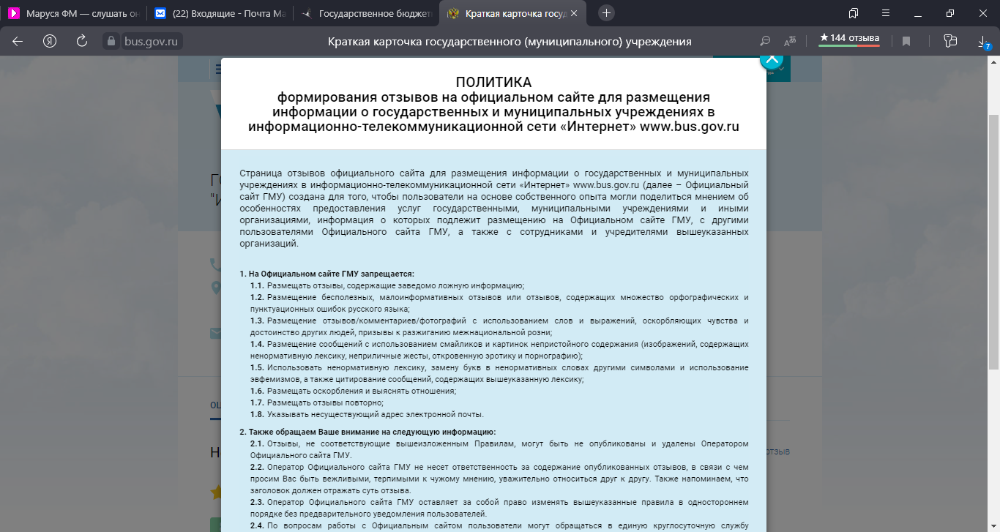 Маруся ФМ — слушать он
(22) Входящие - Почта Ma
Государственное бюджетн
Краткая карточка госуд
bus.gov.ru
Краткая карточка государственного (муниципального) учреждения
★144 отзыва
7
ПОЛИТИКА
формирования отзывов на официальном сайте для размещения
информации о государственных и муниципальных учреждениях в
информационно-телекоммуникационной сети «Интернет» www.bus.gov.ru
Страница отзывов официального сайта для размещения информации о государственных и муниципальных
учреждениях в информационно-телекоммуникационной сети «Интернет» www.bus.gov.ru (далее – Официальный
сайт ГМУ) создана для того, чтобы пользователи на основе собственного опыта могли поделиться мнением об
особенностях предоставления услуг государственными, муниципальными учреждениями и иными
организациями, информация о которых подлежит размещению на Официальном сайте ГМУ, с другими
пользователями Официального сайта ГМУ, а также с сотрудниками и учредителями вышеуказанных
организаций.
1. На Официальном сайте ГМУ запрещается:
1.1. Размещать отзывы, содержащие заведомо ложную информацию;
1.2. Размещение бесполезных, малоинформативных отзывов или отзывов, содержащих множество орфографических и
пунктуационных ошибок русского языка;
1.3. Размещение отзывов/комментариев/фотографий с использованием слов и выражений, оскорбляющих чувства и
достоинство других людей, призывы к разжиганию межнациональной розни;
1.4. Размещение сообщений с использованием смайликов и картинок непристойного содержания (изображений, содержащих
ненормативную лексику, неприличные жесты, откровенную эротику и порнографию);
1.5. Использовать ненормативную лексику, замену букв в ненормативных словах другими символами и использование
эвфемизмов, а также цитирование сообщений, содержащих вышеуказанную лексику;
1.6. Размещать оскорбления и выяснять отношения;
1.7. Размещать отзывы повторно;
1.8. Указывать несуществующий адрес электронной почты.
2. Также обращаем Ваше внимание на следующую информацию:
2.1. Отзывы, не соответствующие вышеизложенным Правилам, могут быть не опубликованы и удалены Оператором
Официального сайта ГМУ.
2.2. Оператор Официального сайта ГМУ не несет ответственность за содержание опубликованных отзывов, в связи с чем
просим Вас быть вежливыми, терпимыми к чужому мнению, уважительно относиться друг к другу. Также напоминаем, что
заголовок должен отражать суть отзыва.
2.3. Оператор Официального сайта ГМУ оставляет за собой право изменять вышеуказанные правила в одностороннем
порядке без предварительного уведомления пользователей.
2.4. По вопросам работы с Официальным сайтом пользователи могут обращаться в единую круглосуточную службу
отзыв